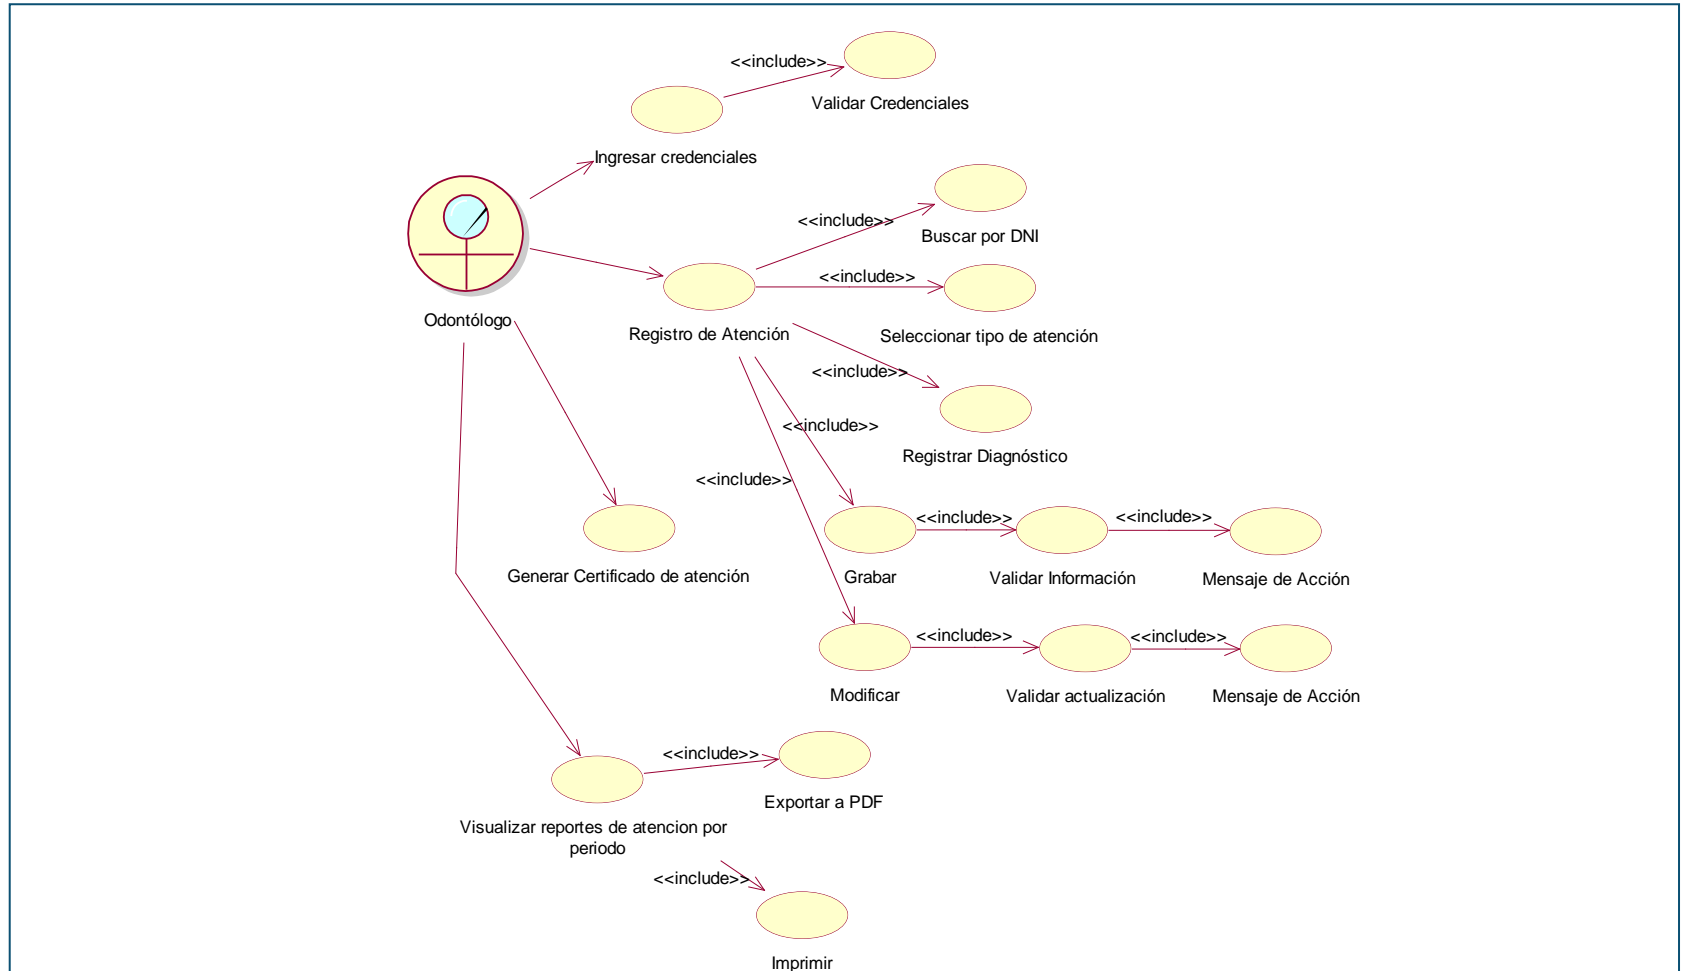 <<include>>
Validar Credenciales
Ingresar credenciales
<<include>>
Buscar por DNI
<<include>>
Odontólogo
Registro de Atención
Seleccionar tipo de atención
<<include>>
<<include>>
Registrar Diagnóstico
<<include>>
<<include>>
<<include>>
Generar Certificado de atención
Grabar
Validar Información
Mensaje de Acción
<<include>>
<<include>>
Modificar
Validar actualización
Mensaje de Acción
<<include>>
Exportar a PDF
Visualizar reportes de atencion por
periodo
<<include>>
Imprimir